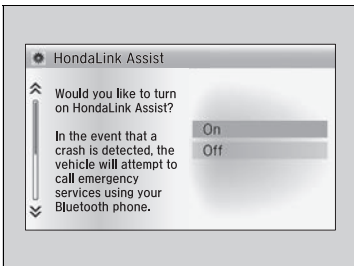 HondaLink Assist
Would you like to turn
on HondaLink Assist?
In the event that a
crash is detected, the
vehicle will attempt to
call emergency
services using your
Bluetooth phone.
On
Off